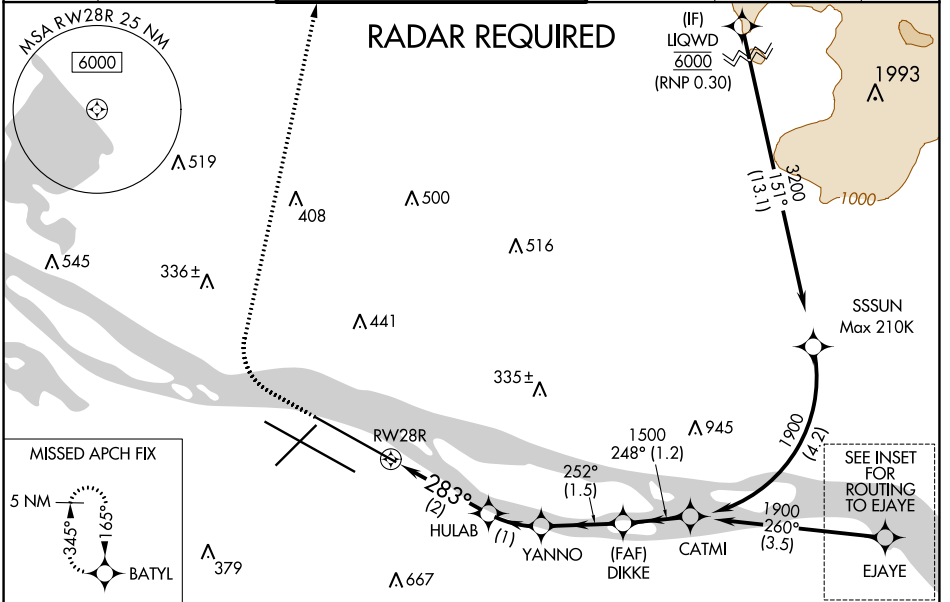 RADAR REQUIRED
MSA RW28R 25 NM
6000
(IF)
LIQWD
6000
(RNP 0.30)
1993
519
3200
151°
(13.1)
1000
408
500
545
336±
516
441
SSSUN
Max 210K
335±
945
1900
(4.2)
MISSED APCH FIX
5 NM
345°
165°
BATYL
RW28R
283°
(2)
HULAB
(1)
YANNO
252°
(1.5)
(FAF)
DIKKE
1500
248° (1.2)
CATMI
SEE INSET
FOR
ROUTING
TO EJAYE
1900
260°
(3.5)
EJAYE
379
667